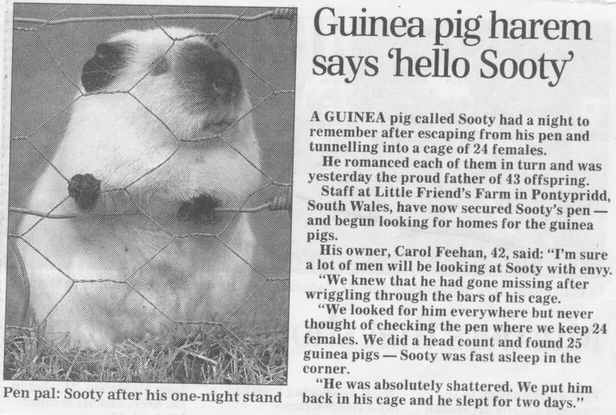 Guinea pig harem
says ‘hello Sooty’
A GUINEA pig called Sooty had a night to
remember after escaping from his pen and
tunnelling into a cage of 24 females.
He romanced each of them in turn and was
yesterday the proud father of 43 offspring.
Staff at Little Friend's Farm in Pontypridd,
South Wales, have now secured Sooty's pen —
and begun looking for homes for the guinea
pigs.
His owner, Carol Feehan, 42, said: “I'm sure
a lot of men will be looking at Sooty with envy.
“We knew that he had gone missing after
wriggling through the bars of his cage.
“We looked for him everywhere but never
thought of checking the pen where we keep 24
females. We did a head count and found 25
guinea pigs — Sooty was fast asleep in the
corner.
“He was absolutely shattered. We put him
back in his cage and he slept for two days.”
Pen pal: Sooty after his one-night stand